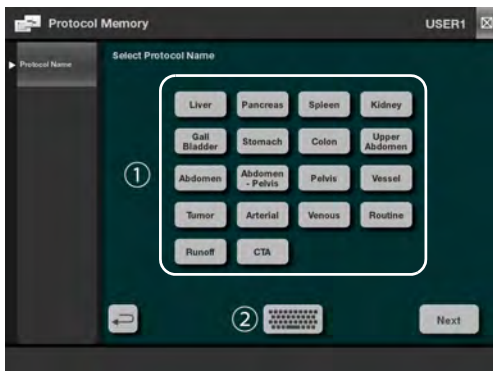 Protocol Memory
USER1
Protocol Name
Select Protocol Name
1
Liver
Pancreas
Spleen
Kidney
Gall
Bladder
Stomach
Colon
Upper
Abdomen
Abdomen
Abdomen
- Pelvis
Pelvis
Vessel
Tumor
Arterial
Venous
Routine
Runoff
CTA
2
Next